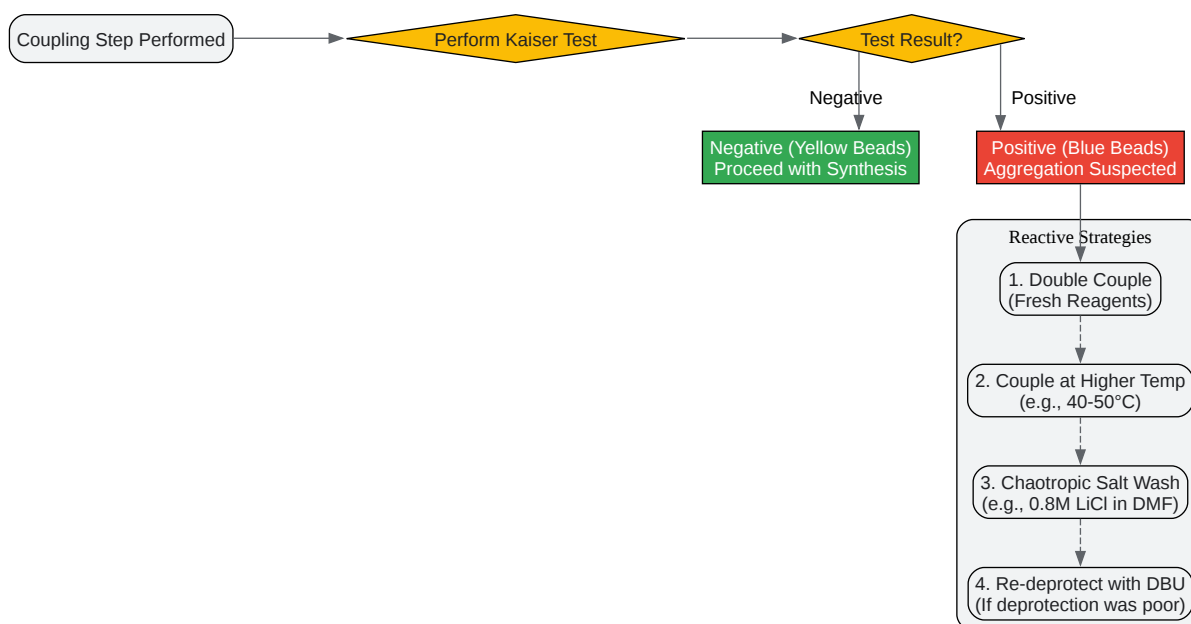 Coupling Step Performed
Perform Kaiser Test
Test Result?
Negative
Positive
Negative (Yellow Beads)
Proceed with Synthesis
Positive (Blue Beads)
Aggregation Suspected
Reactive Strategies
1. Double Couple
(Fresh Reagents)
2. Couple at Higher Temp
(e.g., 40-50°C)
3. Chaotropic Salt Wash
(e.g., 0.8M LiCl in DMF)
4. Re-deprotect with DBU
(If deprotection was poor)